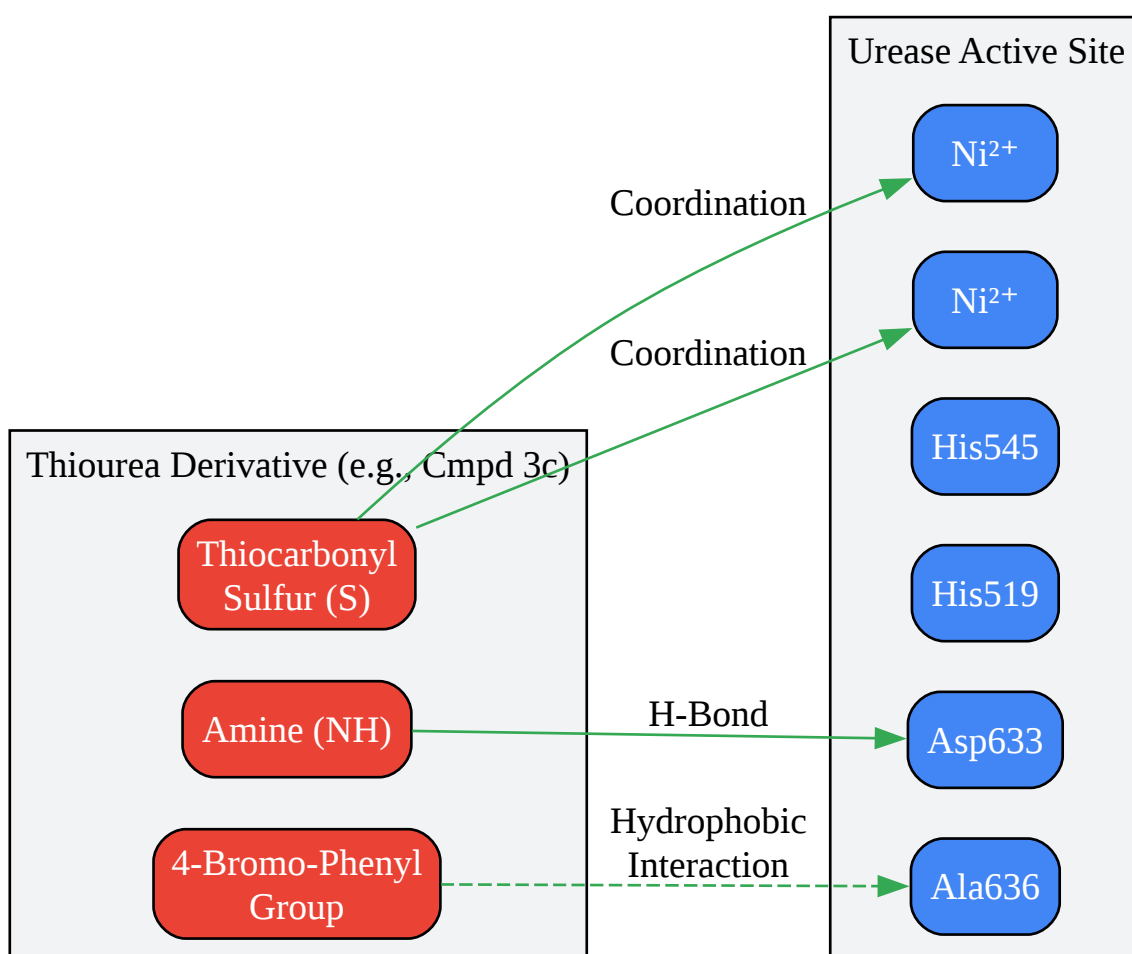 Urease Active Site
Ni²⁺
Coordination
Ni²⁺
Coordination
His545
Thiourea Derivative (e.g., Cmpd 3c)
Thiocarbonyl
Sulfur (S)
His519
Amine (NH)
H-Bond
Asp633
Hydrophobic
Interaction
4-Bromo-Phenyl
Group
Ala636